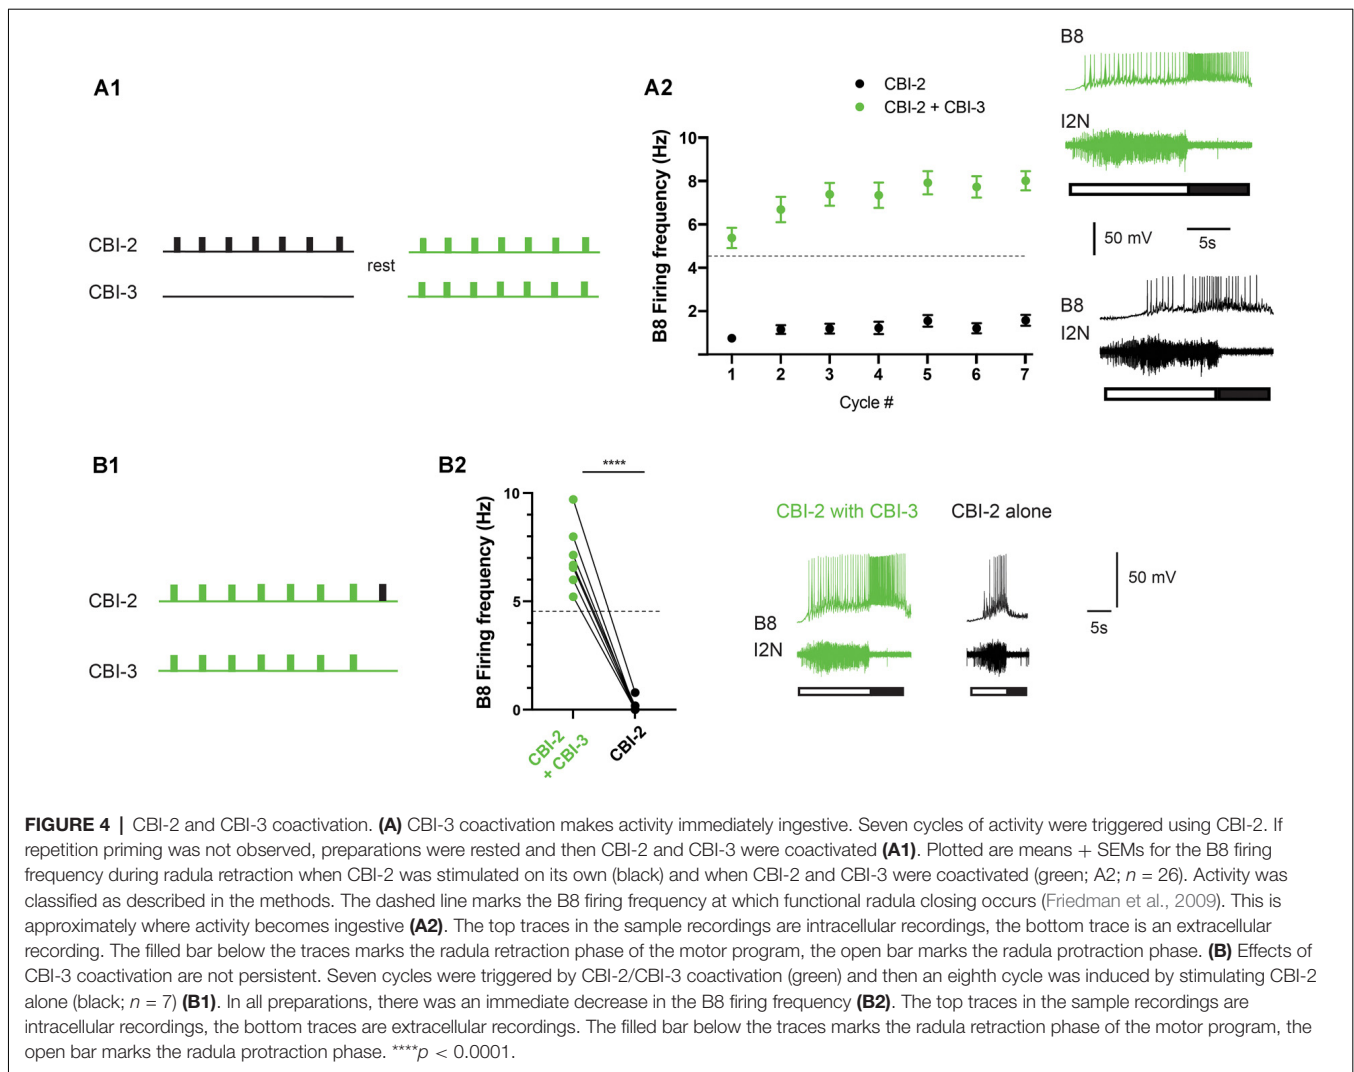 A1
CBI-2
CBI-3
rest
A2
CBI-2
CBI-2 + CBI-3
B8 Firing frequency (Hz)
10
8
6
4
2
1 2 3 4 5 6 7
Cycle #
B8
I2N
50 mV
5s
B8
I2N
B1
CBI-2
CBI-3
B2
****
B8 Firing frequency (Hz)
10
5
0
CBI-2
+ CBI-3
CBI-2
CBI-2 with CBI-3
CBI-2 alone
B8
I2N
50 mV
5s
FIGURE 4 | CBI-2 and CBI-3 coactivation. (A) CBI-3 coactivation makes activity immediately ingestive. Seven cycles of activity were triggered using CBI-2. If
repetition priming was not observed, preparations were rested and then CBI-2 and CBI-3 were coactivated (A1). Plotted are means + SEMs for the B8 firing
frequency during radula retraction when CBI-2 was stimulated on its own (black) and when CBI-2 and CBI-3 were coactivated (green; A2; n = 26). Activity was
classified as described in the methods. The dashed line marks the B8 firing frequency at which functional radula closing occurs (Friedman et al., 2009). This is
approximately where activity becomes ingestive (A2). The top traces in the sample recordings are intracellular recordings, the bottom trace is an extracellular
recording. The filled bar below the traces marks the radula retraction phase of the motor program, the open bar marks the radula protraction phase. (B) Effects of
CBI-3 coactivation are not persistent. Seven cycles were triggered by CBI-2/CBI-3 coactivation (green) and then an eighth cycle was induced by stimulating CBI-2
alone (black; n = 7) (B1). In all preparations, there was an immediate decrease in the B8 firing frequency (B2). The top traces in the sample recordings are
intracellular recordings, the bottom traces are extracellular recordings. The filled bar below the traces marks the radula retraction phase of the motor program, the
open bar marks the radula protraction phase. ****p < 0.0001.